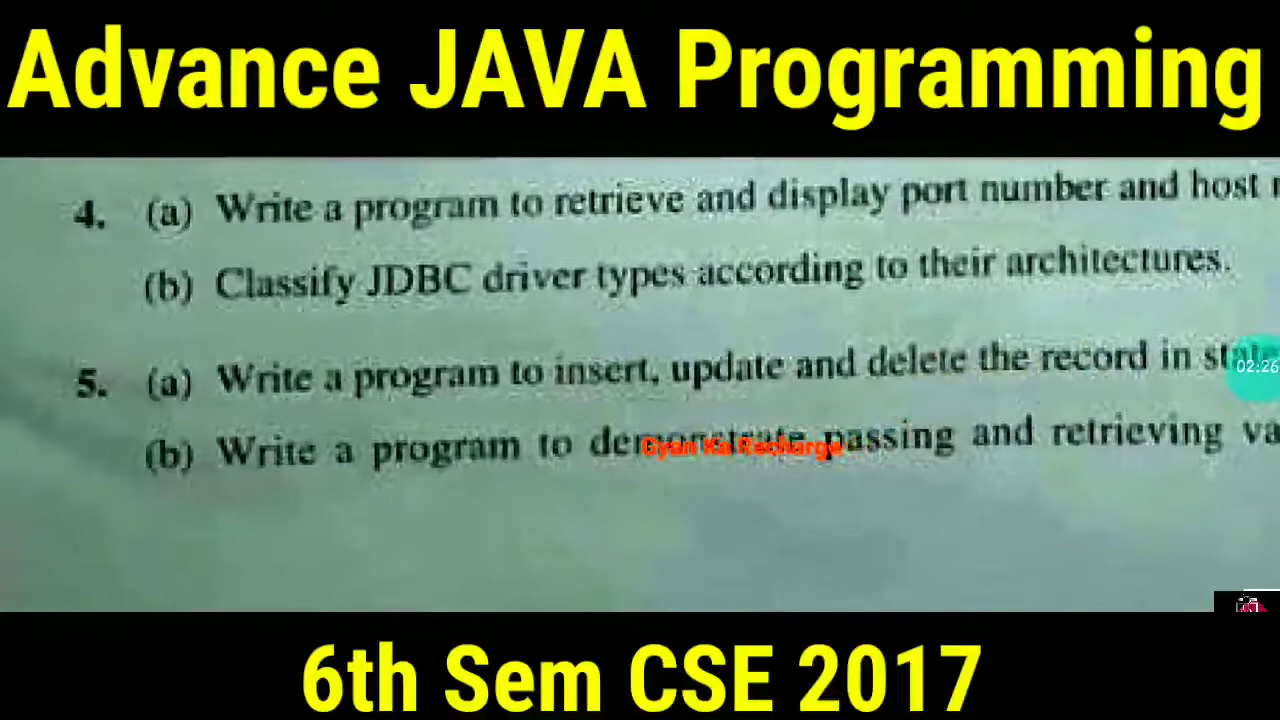 Advance JAVA Programming
4. (a) Write a program to retrieve and display port number and host
(b) Classify JDBC driver types according to their architectures.
5. (a) Write a program to insert, update and delete the record in
02:26
(b) Write a program to demonstrate passing and retrieving
Gyan Ka Recharge
6th Sem CSE 2017